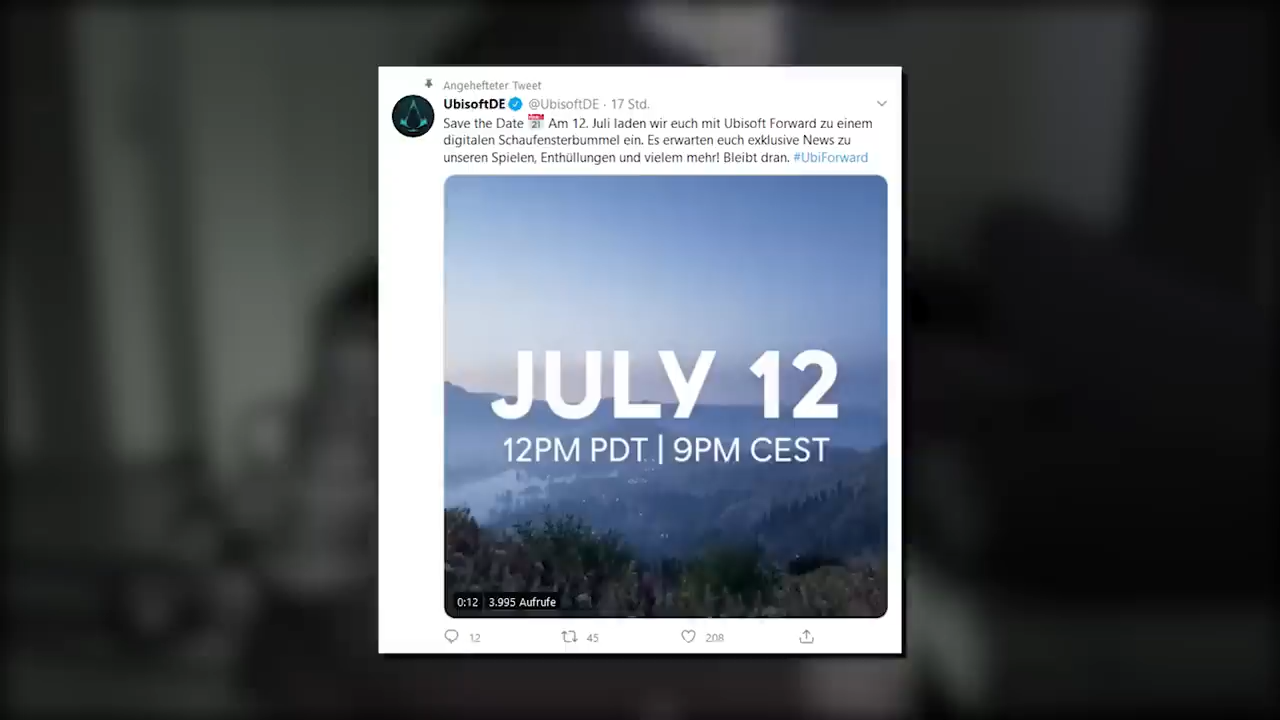 Angehefteter Tweet
UbisoftDE @UbisoftDE · 17 Std.
Save the Date 📅 Am 12. Juli laden wir euch mit Ubisoft Forward zu einem
digitalen Schaufensterbummel ein. Es erwarten euch exklusive News zu
unseren Spielen, Enthüllungen und vielem mehr! Bleibt dran. #UbiForward
JULY 12
12PM PDT | 9PM CEST
0:12 3.995 Aufrufe
12 45 208